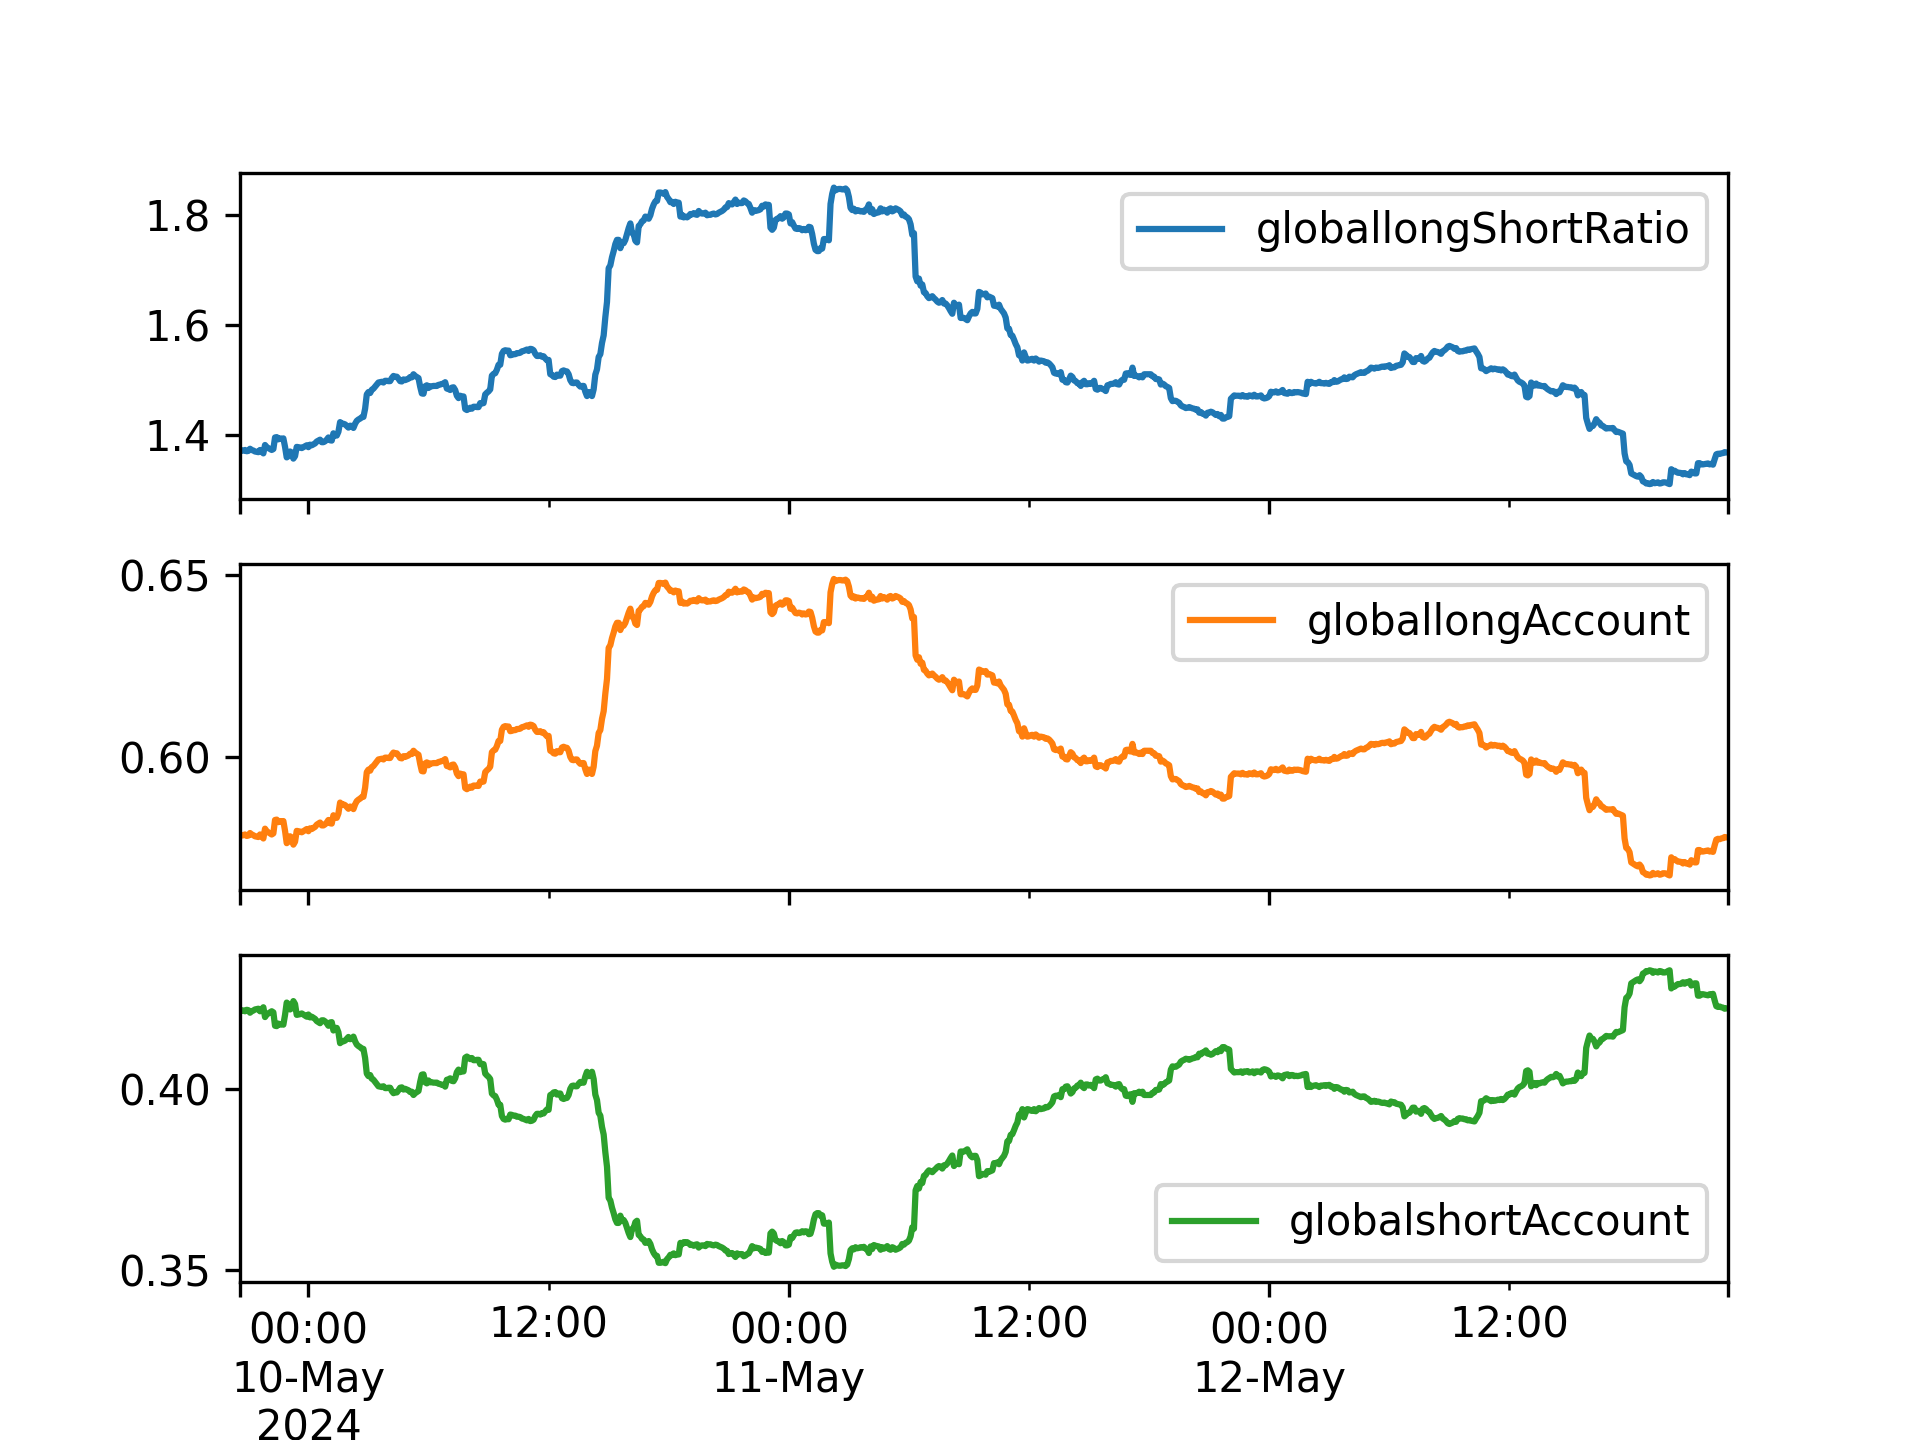 1.8
1.6
1.4
globallongShortRatio
0.65
0.60
globallongAccount
0.40
0.35
globalshortAccount
00:00 12:00 00:00 12:00 00:00 12:00
10-May 11-May 12-May
2024